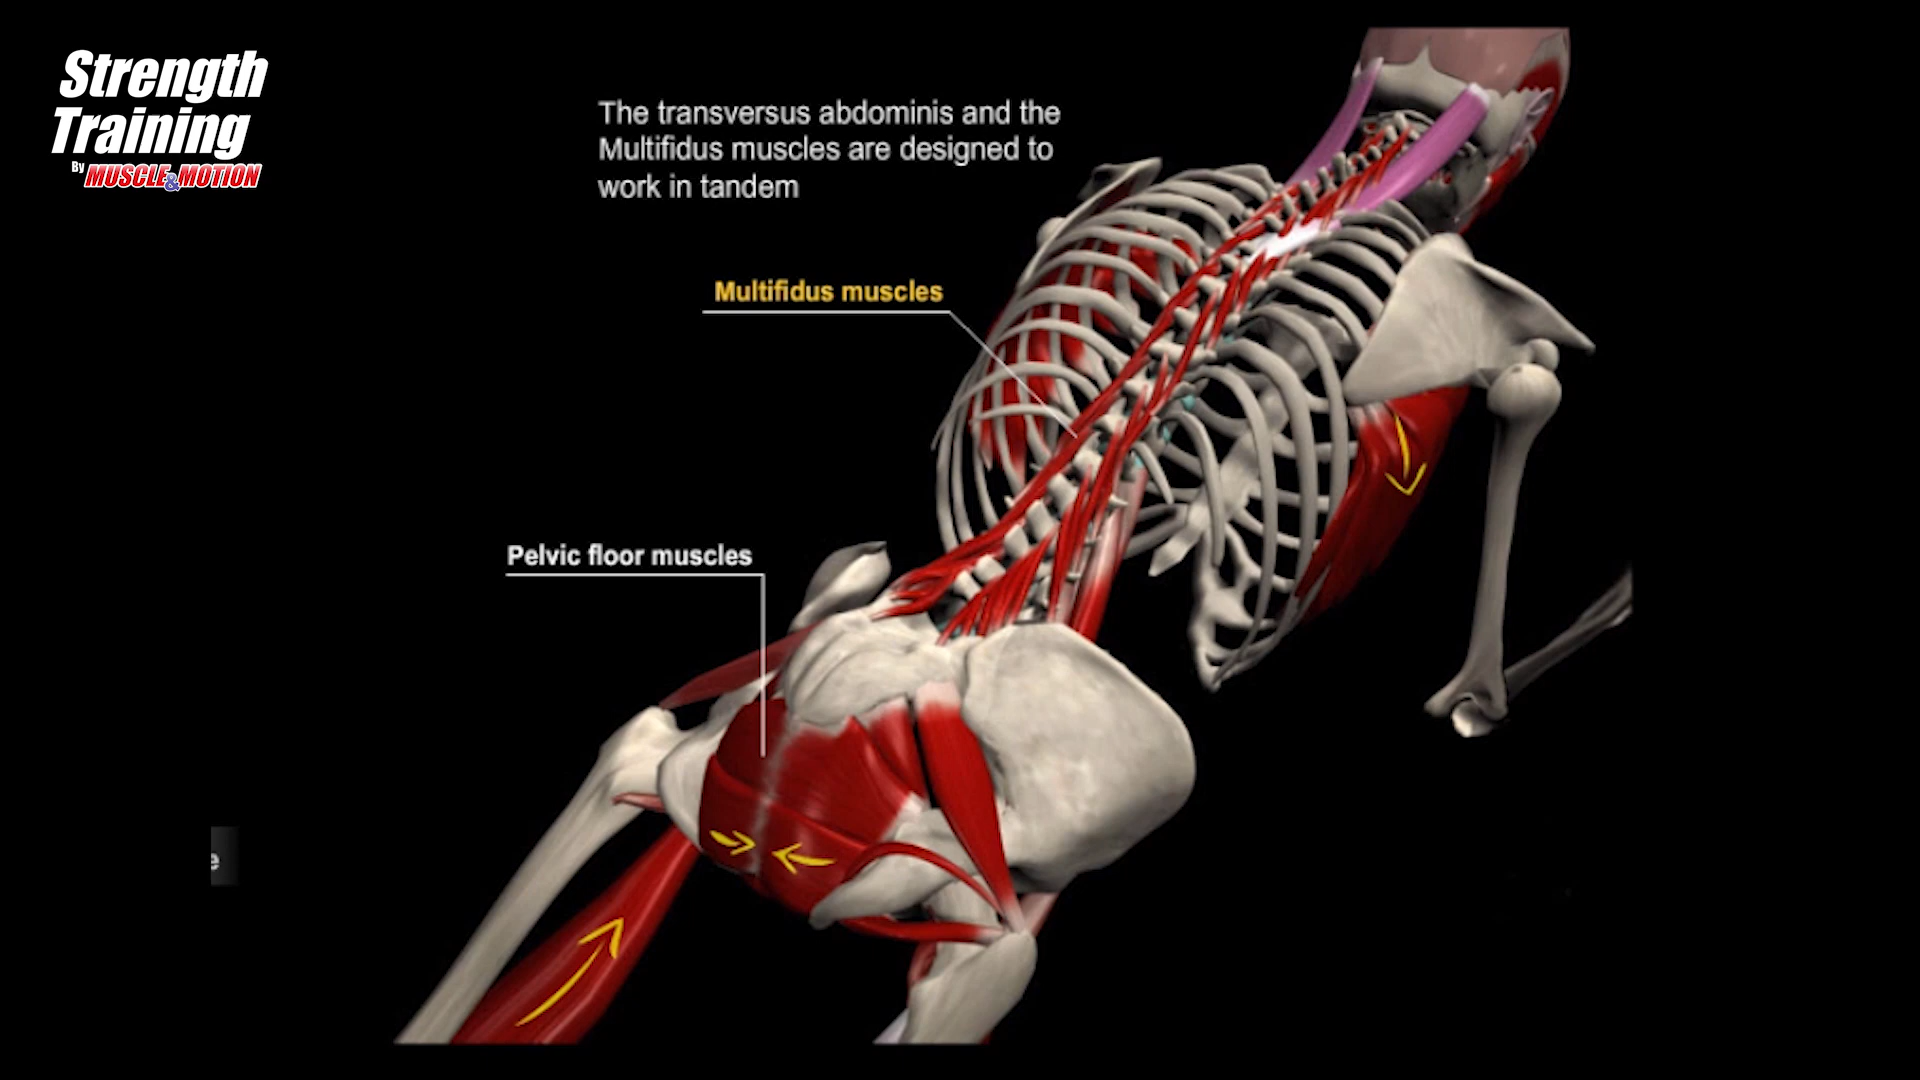 Strength
Training
By MUSCLE&MOTION
The transversus abdominis and the
Multifidus muscles are designed to
work in tandem
Multifidus muscles
Pelvic floor muscles
e